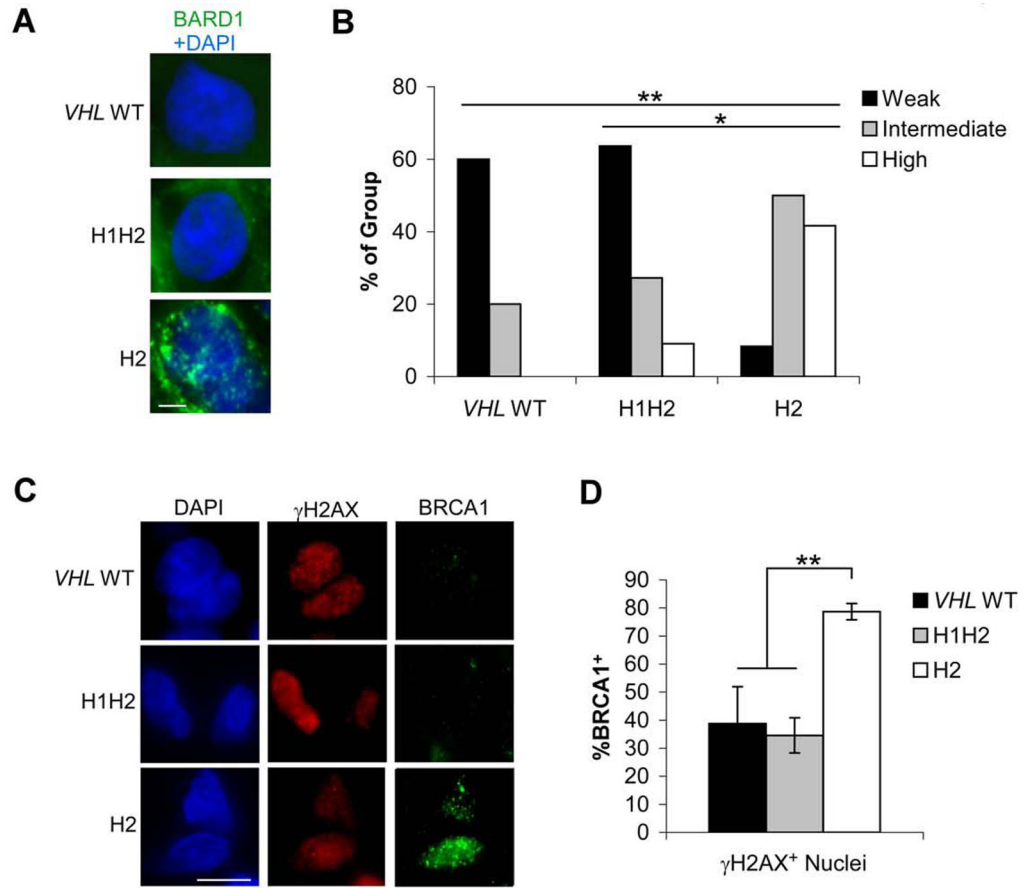 A
BARD1
+DAPI
VHL WT
H1H2
H2
B
80
60
40
20
0
% of Group
**
*
Weak
Intermediate
High
VHL WT
H1H2
H2
C
DAPI
γH2AX
BRCA1
VHL WT
H1H2
H2
D
90
80
70
60
50
40
30
20
10
0
%BRCA1+
**
VHL WT
H1H2
H2
γH2AX+ Nuclei